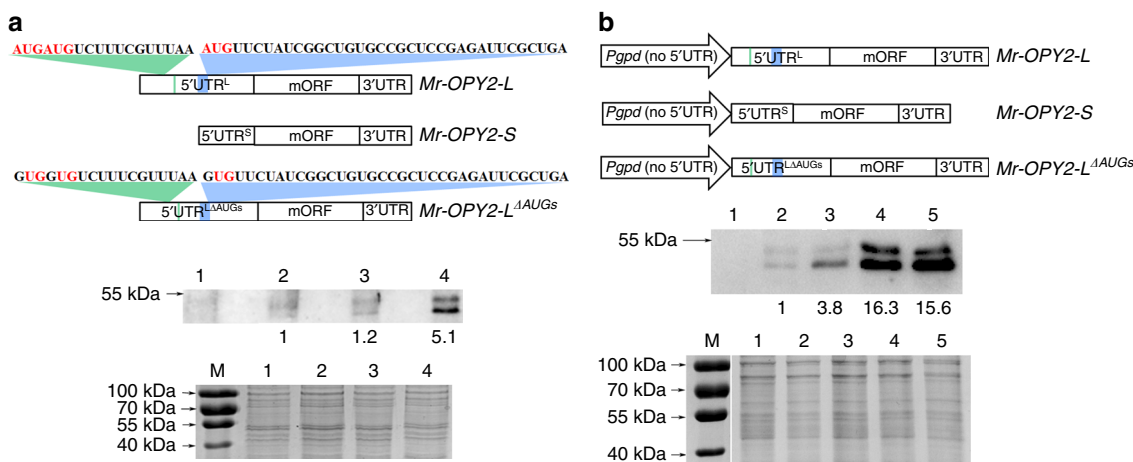 a
AUGAUGUCUUUCGUUUAA AUGUUCUAUCGGCUGUGCCGCUCCGAGAUUCGCUGA
5′UTRL mORF 3′UTR Mr-OPY2-L
5′UTRS mORF 3′UTR Mr-OPY2-S
GUGGUGUCUUUCGUUUAA GUGUUCUAUCGGCUGUGCCGCUCCGAGAUUCGCUGA
5′UTRLΔAUGs mORF 3′UTR Mr-OPY2-LΔAUGs
1 2 3 4
55 kDa
1 1.2 5.1
M 1 2 3 4
100 kDa
70 kDa
55 kDa
40 kDa
b
Pgpd (no 5′UTR) 5′UTRL mORF 3′UTR Mr-OPY2-L
Pgpd (no 5′UTR) 5′UTRS mORF 3′UTR Mr-OPY2-S
Pgpd (no 5′UTR) 5′UTRLΔAUGs mORF 3′UTR Mr-OPY2-LΔAUGs
1 2 3 4 5
55 kDa
1 3.8 16.3 15.6
M 1 2 3 4 5
100 kDa
70 kDa
55 kDa
40 kDa